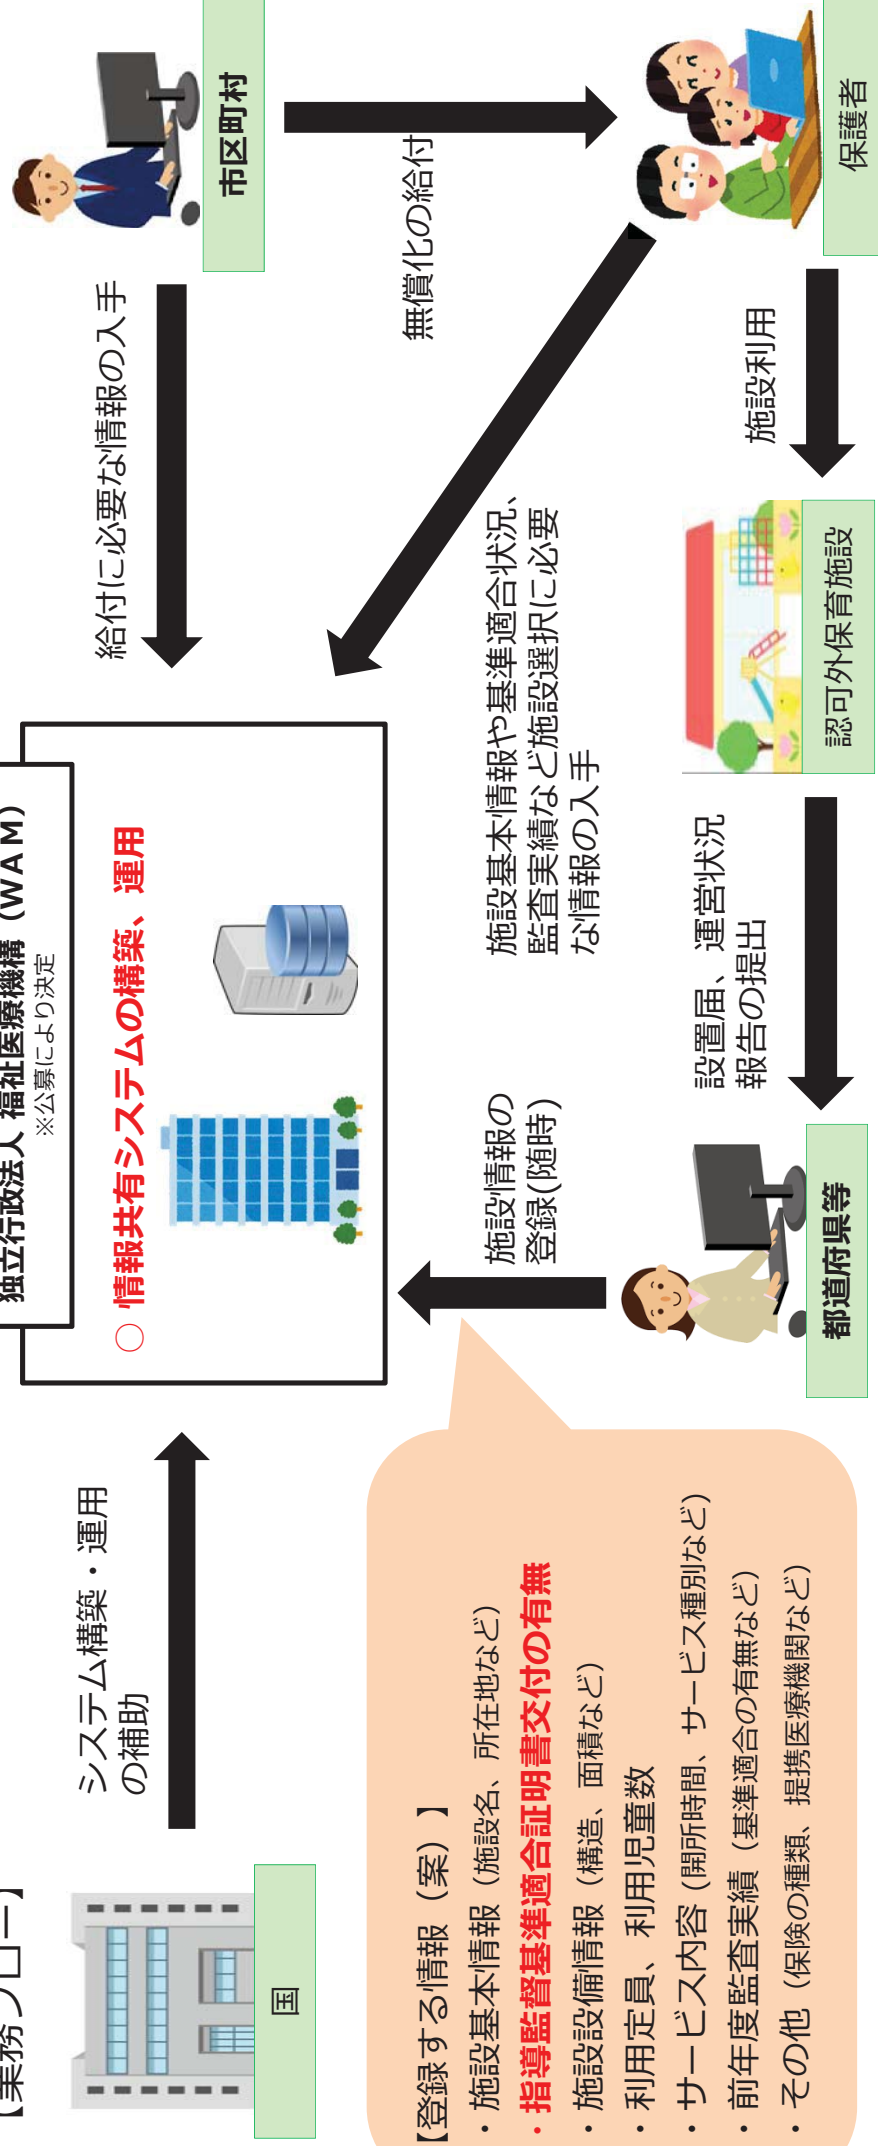 【業務フロー】
独立行政法人 福祉医療機構（WAM）
※公募により決定
○ 情報共有システムの構築、運用
システム構築・運用
の補助
国
給付に必要な情報の入手
市区町村
無償化の給付
保護者
施設利用
施設基本情報や基準適合状況、
監査実績など施設選択に必要
な情報の入手
認可外保育施設
設置届、運営状況
報告の提出
都道府県等
施設情報の
登録(随時)
【登録する情報（案）】
・施設基本情報（施設名、所在地など）
・指導監督基準適合証明書交付の有無
・施設設備情報（構造、面積など）
・利用定員、利用児童数
・サービス内容（開所時間、サービス種別など）
・前年度監査実績（基準適合の有無など）
・その他（保険の種類、提携医療機関など）